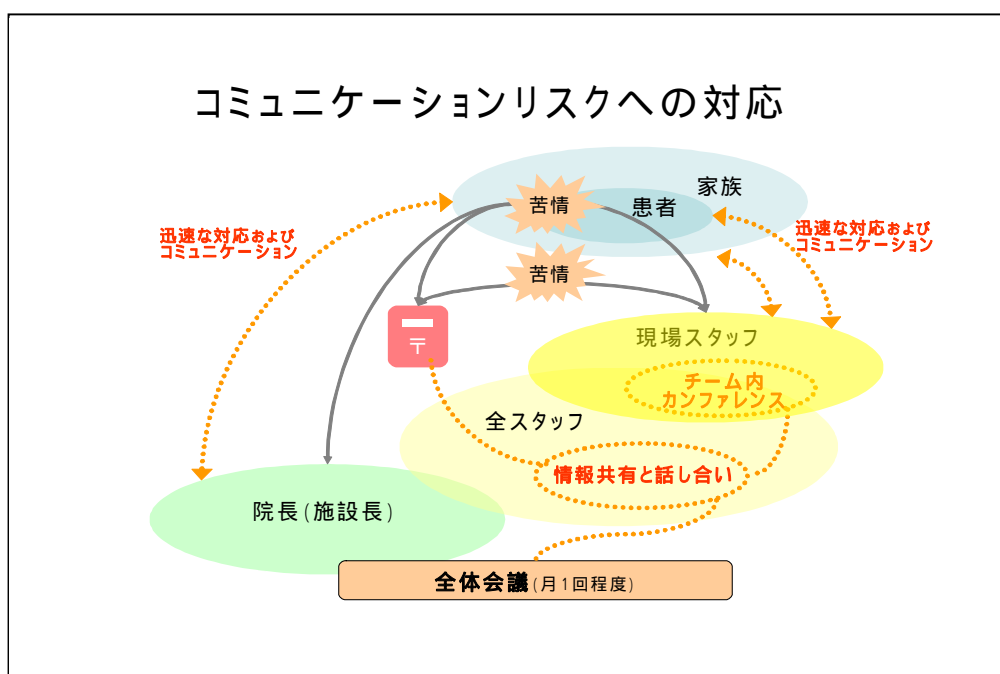 コミュニケーションリスクへの対応
家族
苦情
患者
迅速な対応および
コミュニケーション
迅速な対応および
コミュニケーション
苦情
〒
現場スタッフ
チーム内
カンファレンス
全スタッフ
情報共有と話し合い
院長(施設長)
全体会議(月1回程度)